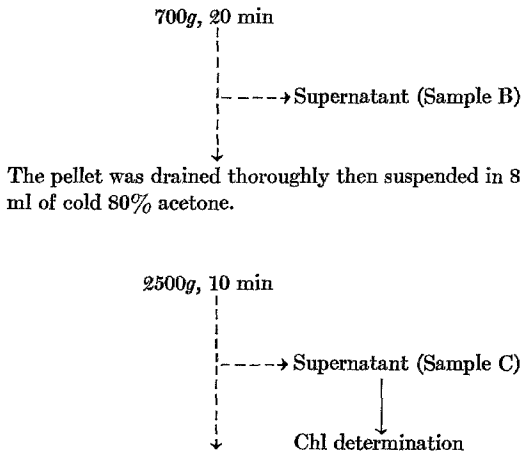 700g, 20 min
Supernatant (Sample B)
The pellet was drained thoroughly then suspended in 8
ml of cold 80% acetone.
2500g, 10 min
Supernatant (Sample C)
Chl determination